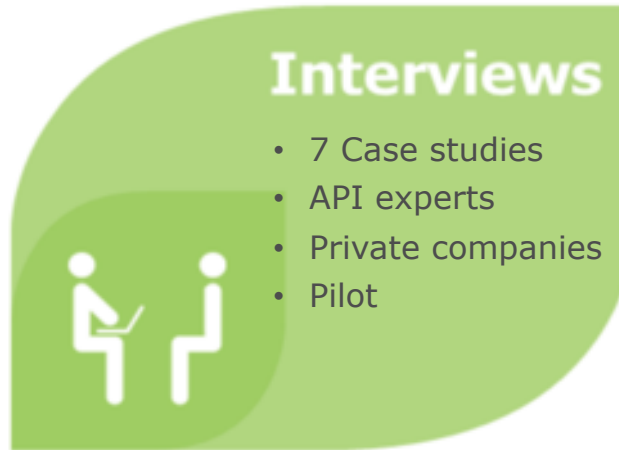 Interviews
• 7 Case studies
• API experts
• Private companies
• Pilot